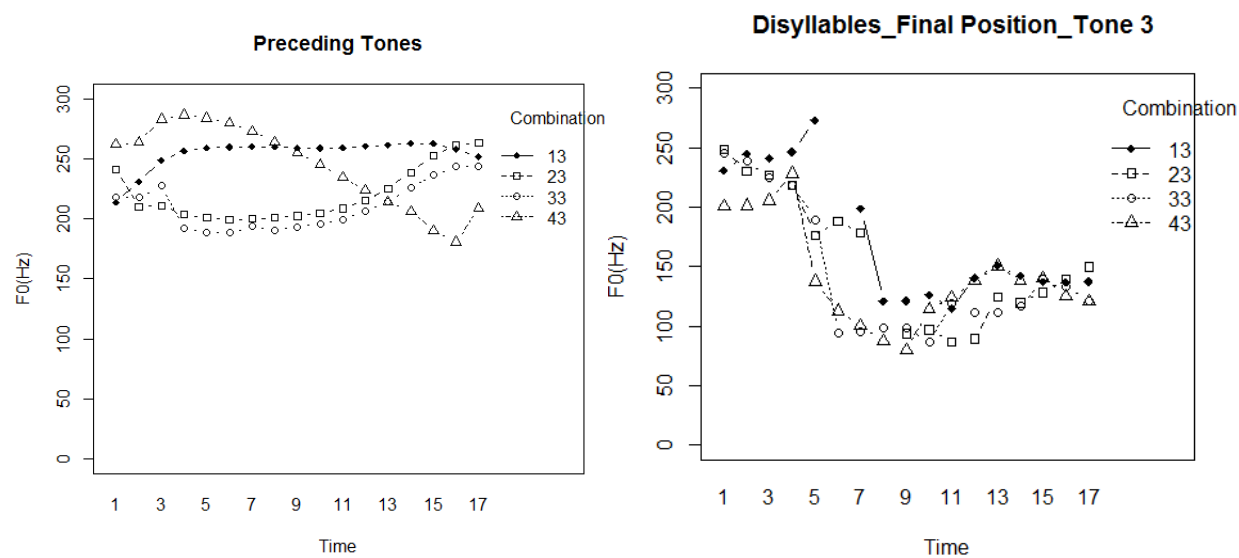 Preceding Tones
F0(Hz)
300
250
200
150
100
50
0
1 3 5 7 9 11 13 15 17
Time
Combination
13
23
33
43
Disyllables_Final Position_Tone 3
F0(Hz)
300
250
200
150
100
50
0
1 3 5 7 9 11 13 15 17
Time
Combination
13
23
33
43